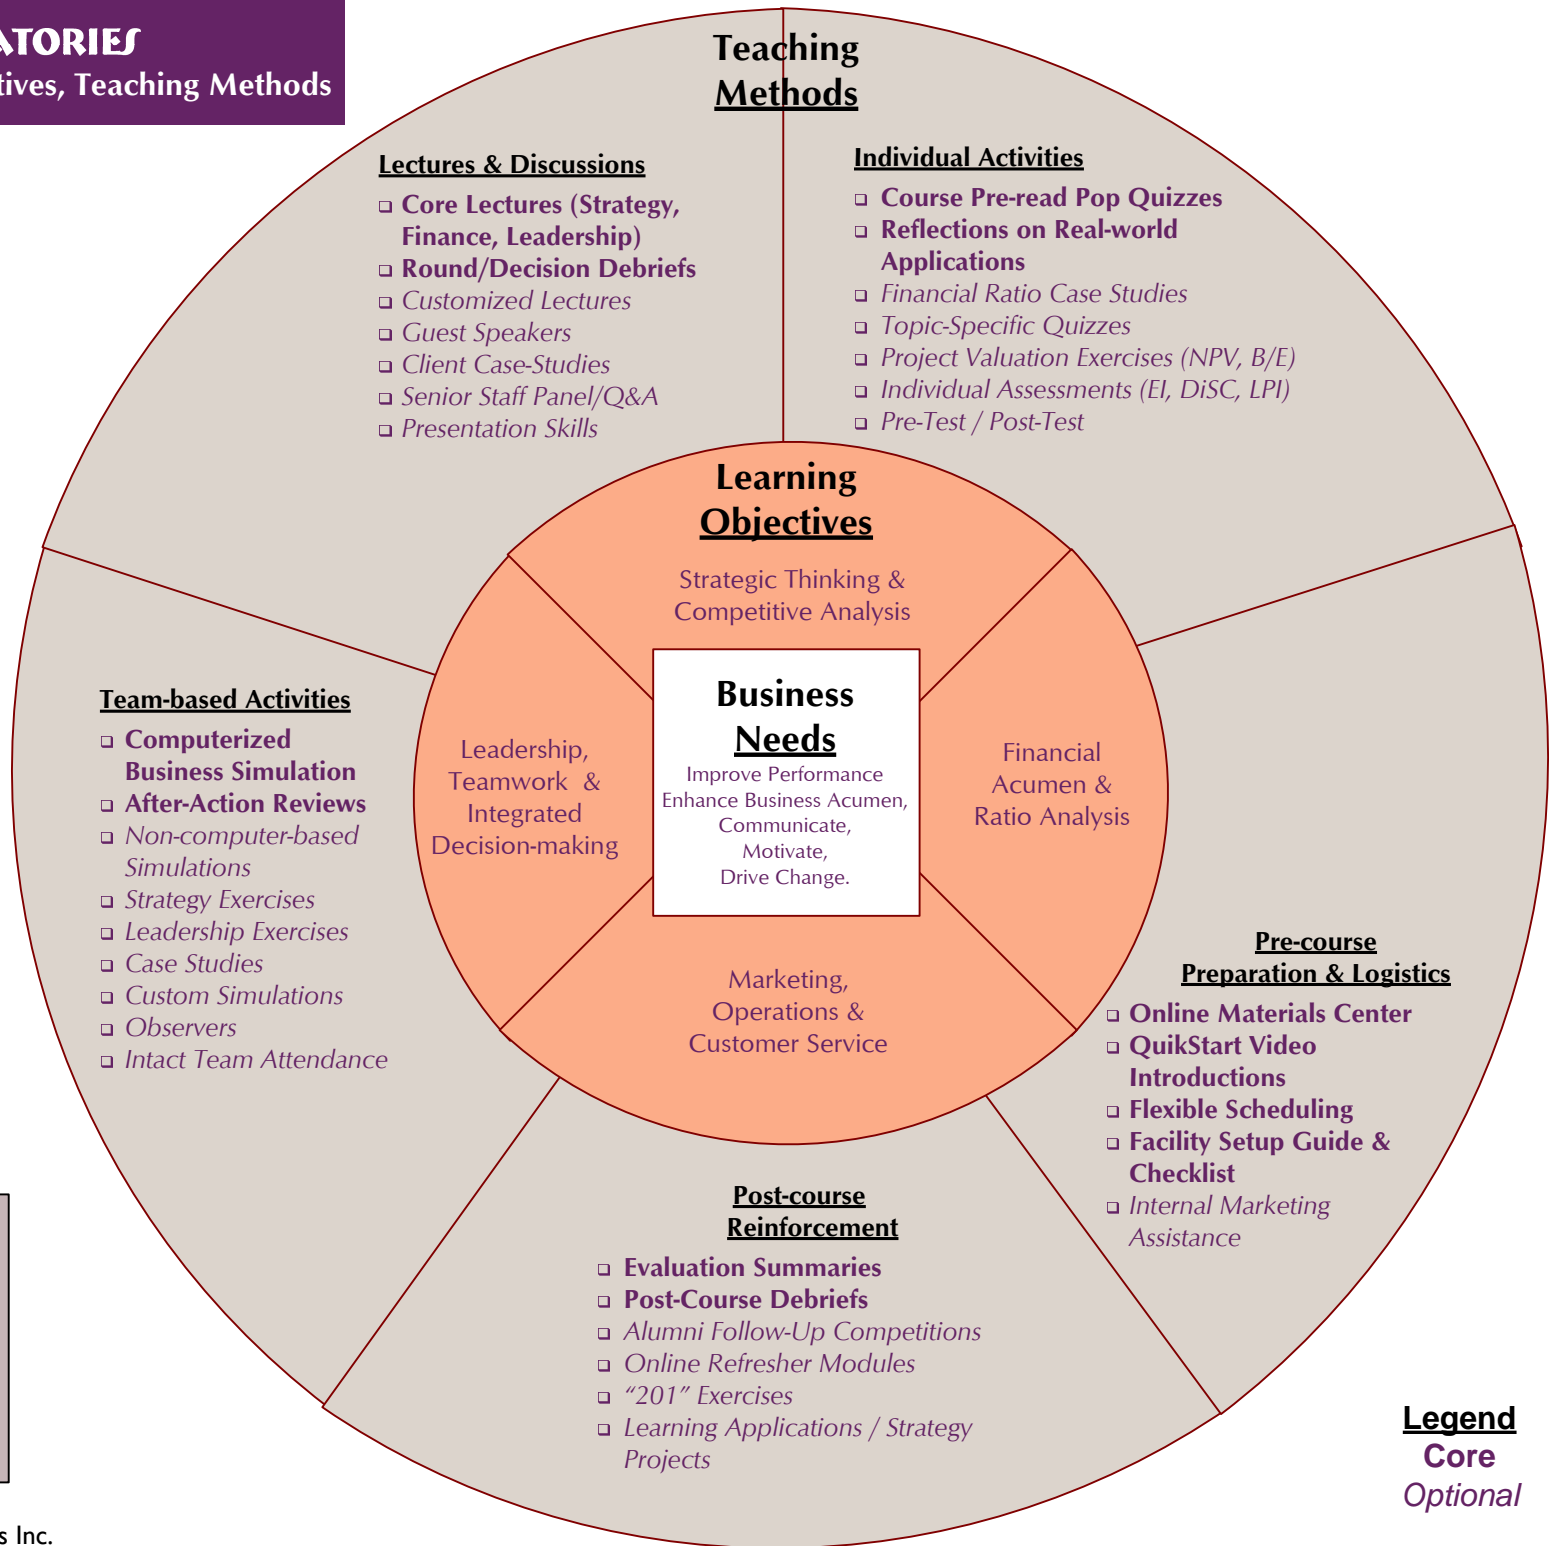 Teaching
Methods
Lectures & Discussions
❑ Core Lectures (Strategy,
Finance, Leadership)
❑ Round/Decision Debriefs
❑ Customized Lectures
❑ Guest Speakers
❑ Client Case-Studies
❑ Senior Staff Panel/Q&A
❑ Presentation Skills
Individual Activities
❑ Course Pre-read Pop Quizzes
❑ Reflections on Real-world
Applications
❑ Financial Ratio Case Studies
❑ Topic-Specific Quizzes
❑ Project Valuation Exercises (NPV, B/E)
❑ Individual Assessments (EI, DiSC, LPI)
❑ Pre-Test / Post-Test
Learning
Objectives
Strategic Thinking &
Competitive Analysis
Team-based Activities
❑ Computerized
Business Simulation
❑ After-Action Reviews
❑ Non-computer-based
Simulations
❑ Strategy Exercises
❑ Leadership Exercises
❑ Case Studies
❑ Custom Simulations
❑ Observers
❑ Intact Team Attendance
Leadership,
Teamwork &
Integrated
Decision-making
Business
Needs
Improve Performance
Enhance Business Acumen,
Communicate,
Motivate,
Drive Change.
Financial
Acumen &
Ratio Analysis
Marketing,
Operations &
Customer Service
Pre-course
Preparation & Logistics
❑ Online Materials Center
❑ QuikStart Video
Introductions
❑ Flexible Scheduling
❑ Facility Setup Guide &
Checklist
❑ Internal Marketing
Assistance
Post-course
Reinforcement
❑ Evaluation Summaries
❑ Post-Course Debriefs
❑ Alumni Follow-Up Competitions
❑ Online Refresher Modules
❑ “201” Exercises
❑ Learning Applications / Strategy
Projects
Legend
Core
Optional
ATORIES
tives, Teaching Methods
s Inc.